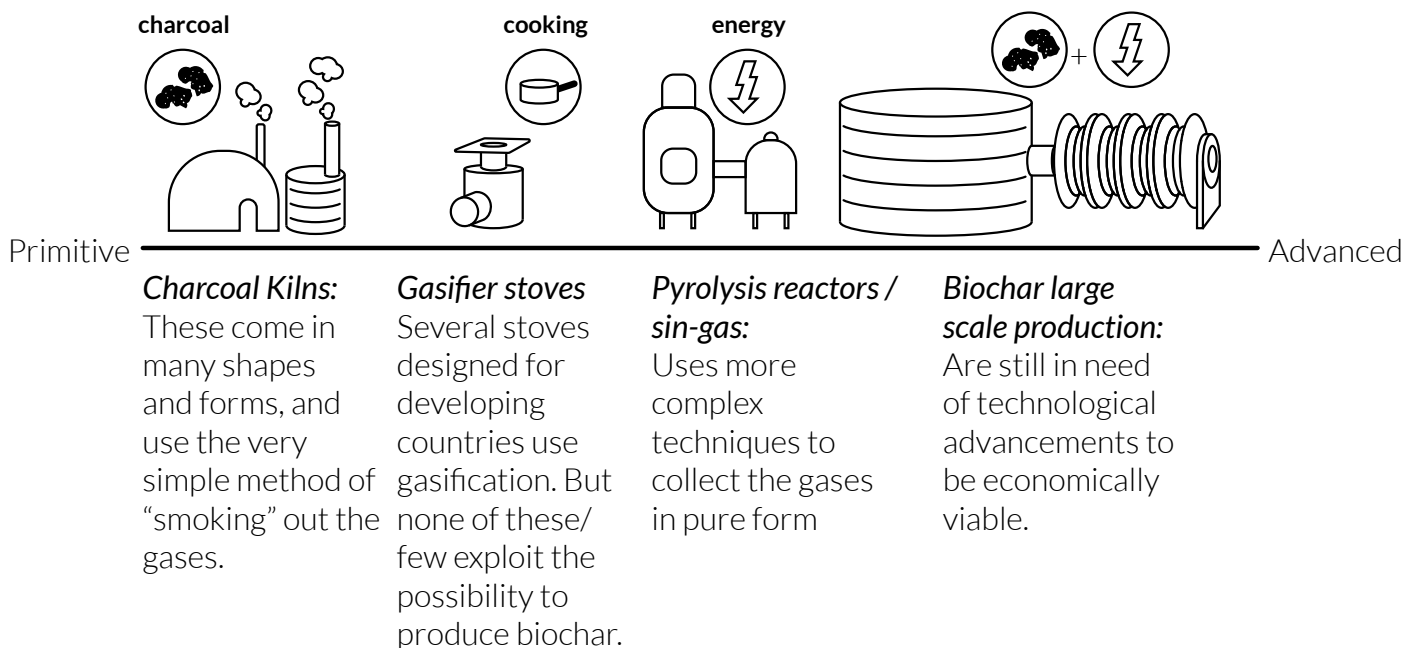 charcoal
cooking
energy
+
Primitive
Advanced
Charcoal Kilns:
These come in
many shapes
and forms, and
use the very
simple method of
“smoking” out the
gases.
Gasifier stoves
Several stoves
designed for
developing
countries use
gasification. But
none of these/
few exploit the
possibility to
produce biochar.
Pyrolysis reactors /
sin-gas:
Uses more
complex
techniques to
collect the gases
in pure form
Biochar large
scale production:
Are still in need
of technological
advancements to
be economically
viable.